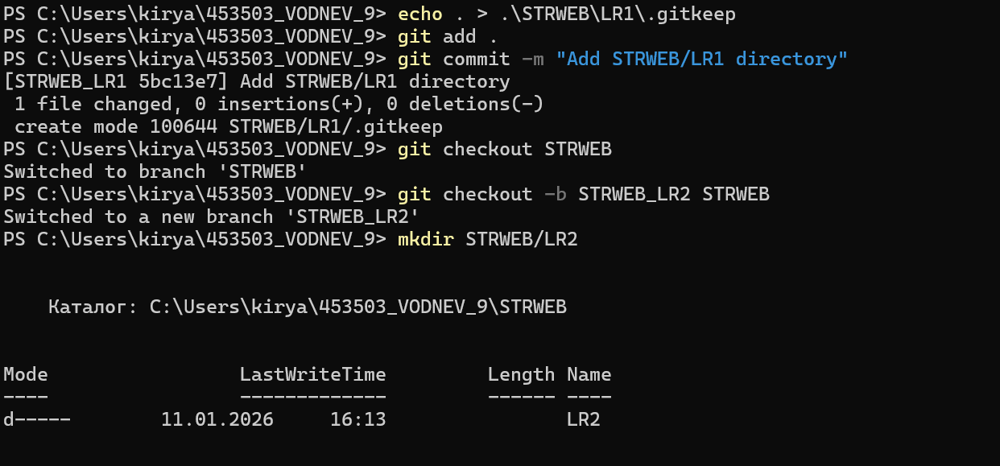 PS C:\Users\kirya\453503_VODNEV_9> echo . > .\STRWEB\LR1\.gitkeep
PS C:\Users\kirya\453503_VODNEV_9> git add .
PS C:\Users\kirya\453503_VODNEV_9> git commit -m "Add STRWEB/LR1 directory"
[STRWEB_LR1 5bc13e7] Add STRWEB/LR1 directory
 1 file changed, 0 insertions(+), 0 deletions(-)
 create mode 100644 STRWEB/LR1/.gitkeep
PS C:\Users\kirya\453503_VODNEV_9> git checkout STRWEB
Switched to branch 'STRWEB'
PS C:\Users\kirya\453503_VODNEV_9> git checkout -b STRWEB_LR2 STRWEB
Switched to a new branch 'STRWEB_LR2'
PS C:\Users\kirya\453503_VODNEV_9> mkdir STRWEB/LR2
    Каталог: C:\Users\kirya\453503_VODNEV_9\STRWEB
Mode                 LastWriteTime         Length Name
----                 -------------         ------ ----
d-----        11.01.2026     16:13                LR2